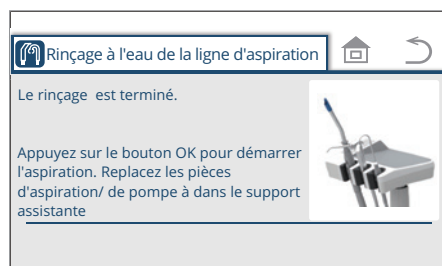 Rinçage à l'eau de la ligne d'aspiration
Le rinçage est terminé.
Appuyez sur le bouton OK pour démarrer
l'aspiration. Replacez les pièces
d'aspiration/ de pompe à dans le support
assistante